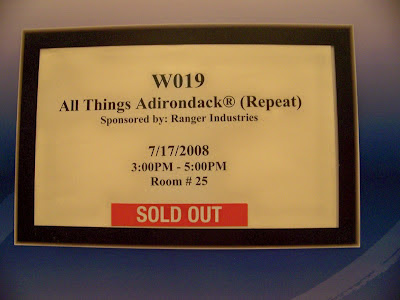 W019
All Things Adirondack® (Repeat)
Sponsored by: Ranger Industries
7/17/2008
3:00PM - 5:00PM
Room # 25
SOLD OUT